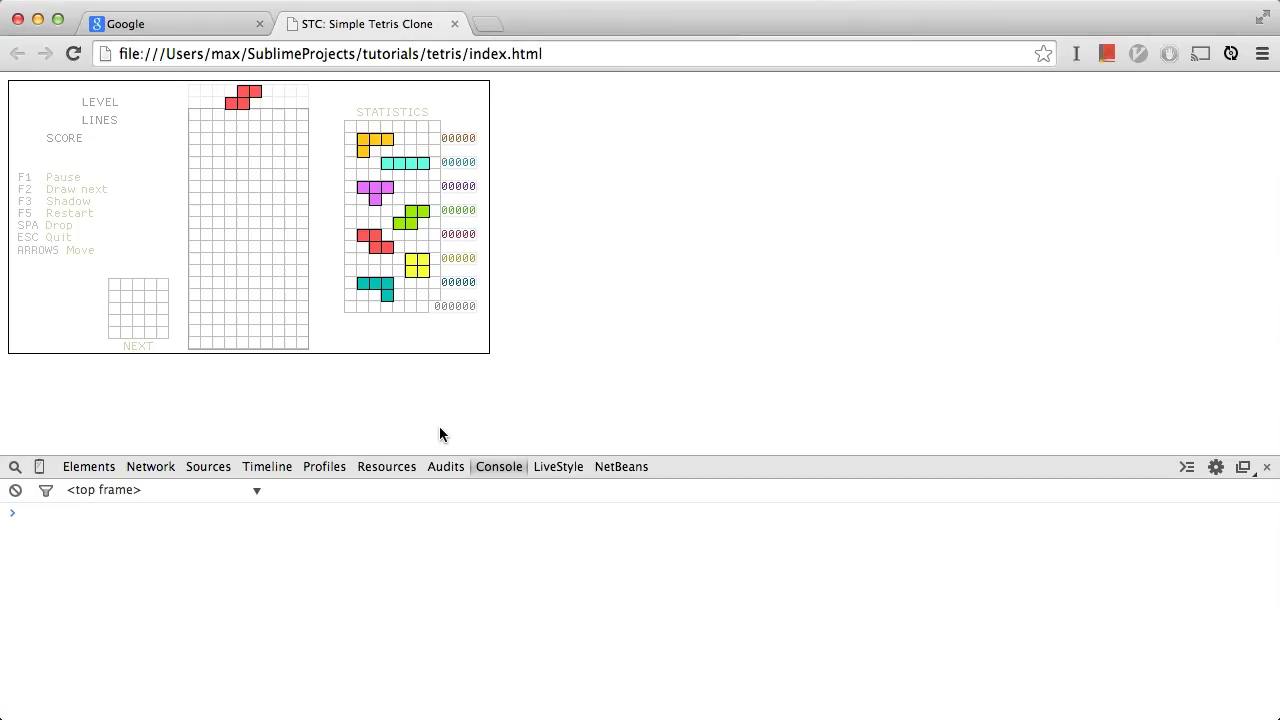 Google
STC: Simple Tetris Clone
file:///Users/max/SublimeProjects/tutorials/tetris/index.html
LEVEL
LINES
SCORE
F1 Pause
F2 Draw next
F3 Shadow
F5 Restart
SPA Drop
ESC Quit
ARROWS Move
NEXT
STATISTICS
00000
00000
00000
00000
00000
00000
00000
000000
Elements Network Sources Timeline Profiles Resources Audits Console LiveStyle NetBeans
<top frame>